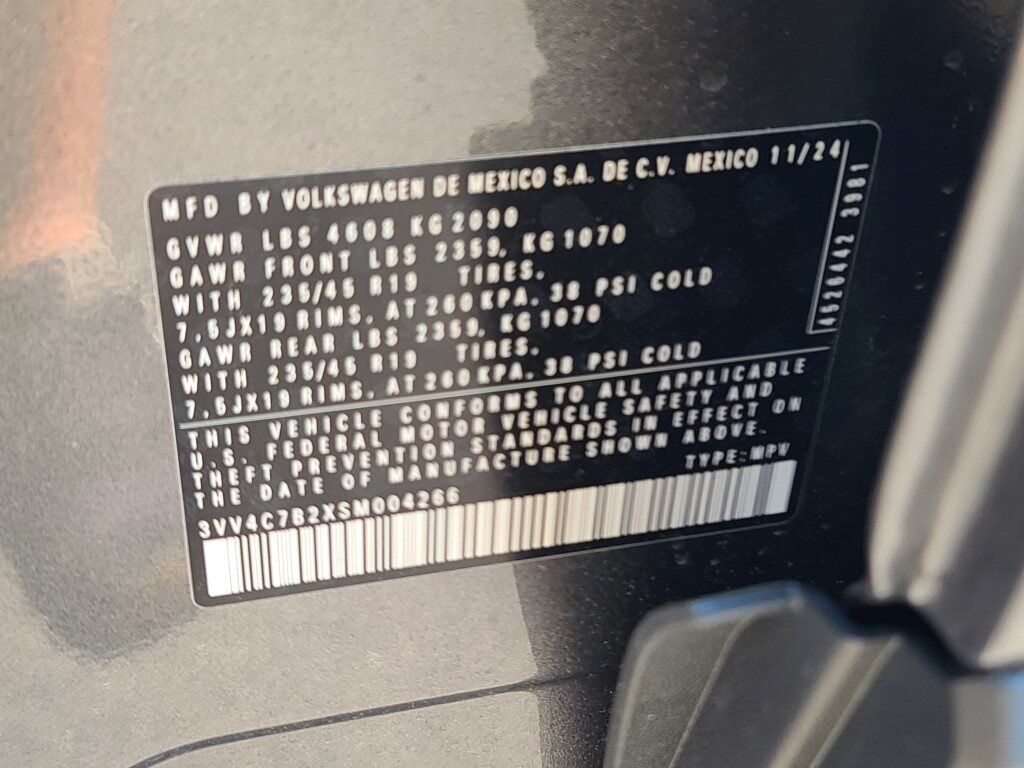 MFD BY VOLKSWAGEN DE MEXICO S.A. DE C.V. MEXICO 11/24
GVWR LBS 4608 KG 2090
GAWR FRONT LBS 2359, KG 1070
WITH 235/45 R19 TIRES,
7,5JX19 RIMS, AT 260 KPA, 38 PSI COLD
GAWR REAR LBS 2359, KG 1070
WITH 235/45 R19 TIRES,
7,5JX19 RIMS, AT 260 KPA, 38 PSI COLD
THIS VEHICLE CONFORMS TO ALL APPLICABLE
U.S. FEDERAL MOTOR VEHICLE SAFETY AND
THEFT PREVENTION STANDARDS IN EFFECT ON
THE DATE OF MANUFACTURE SHOWN ABOVE.
TYPE: MPV
3VV4C7B2XSM004266
4526442 3981